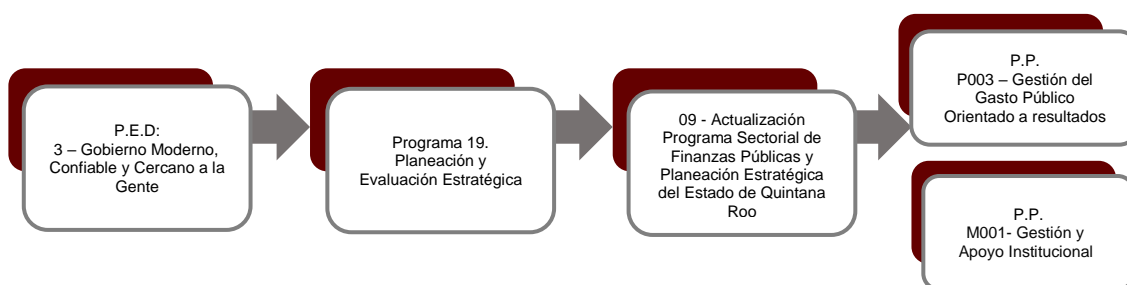 P.E.D:
3 – Gobierno Moderno,
Confiable y Cercano a la
Gente
Programa 19.
Planeación y
Evaluación Estratégica
09 - Actualización
Programa Sectorial de
Finanzas Públicas y
Planeación Estratégica
del Estado de Quintana
Roo
P.P.
P003 – Gestión del
Gasto Público
Orientado a resultados
P.P.
M001- Gestión y
Apoyo Institucional